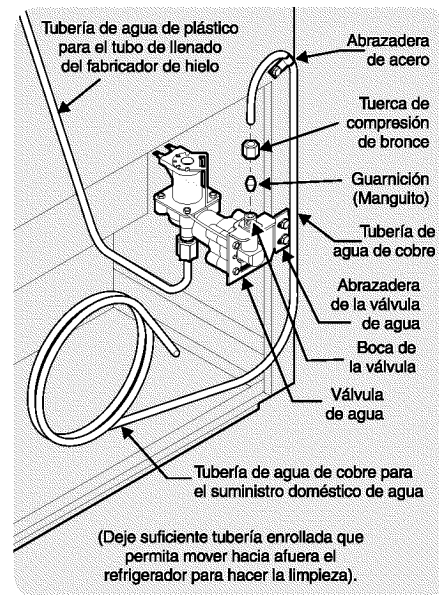 Tubería de agua de plástico
para el tubo de llenado
del fabricador de hielo
Abrazadera
de acero
Tuerca de
compresión
de bronce
Guarnición
(Manguito)
Tubería de
agua de cobre
Abrazadera
de la válvula
de agua
Boca de
la válvula
Válvula
de agua
Tubería de agua de cobre para
el suministro doméstico de agua
(Deje suficiente tubería enrollada que
permita mover hacia afuera el
refrigerador para hacer la limpieza).